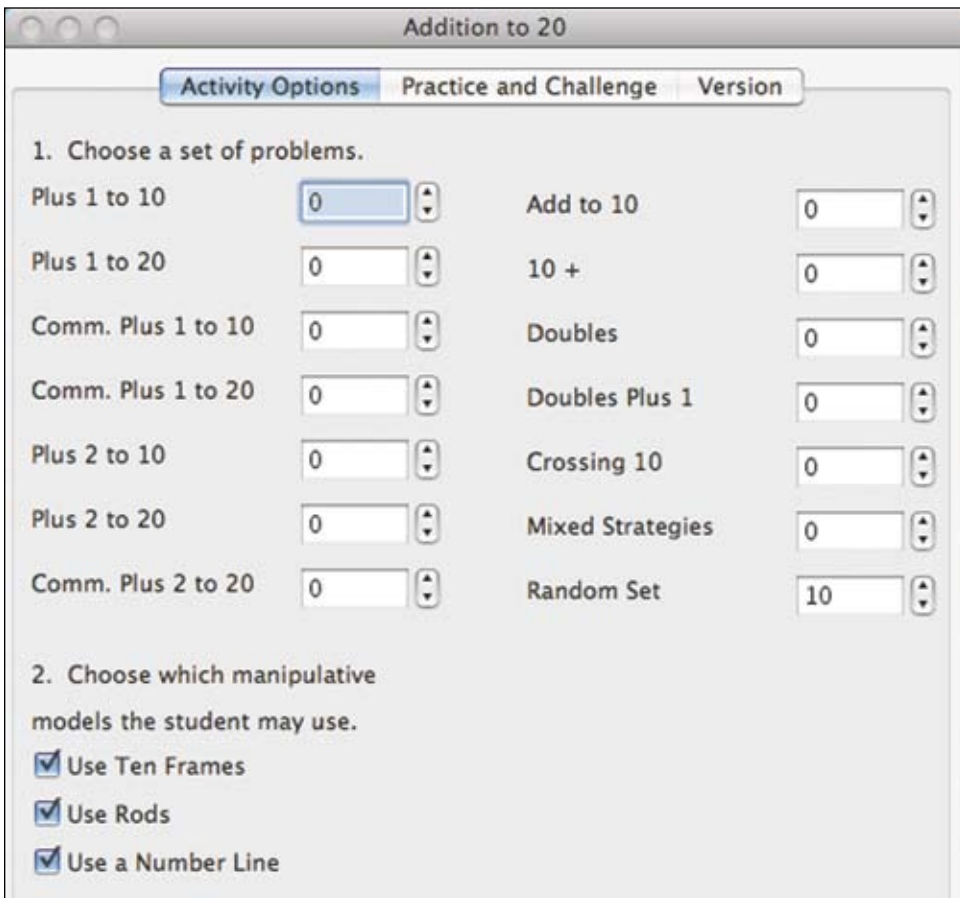 Addition to 20
Activity Options Practice and Challenge Version
1. Choose a set of problems.
Plus 1 to 10 0
Plus 1 to 20 0
Comm. Plus 1 to 10 0
Comm. Plus 1 to 20 0
Plus 2 to 10 0
Plus 2 to 20 0
Comm. Plus 2 to 20 0
Add to 10 0
10 + 0
Doubles 0
Doubles Plus 1 0
Crossing 10 0
Mixed Strategies 0
Random Set 10
2. Choose which manipulative
models the student may use.
Use Ten Frames
Use Rods
Use a Number Line